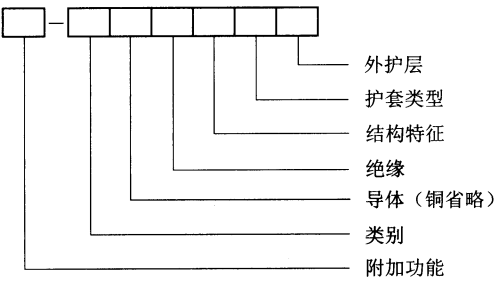 外护层
护套类型
结构特征
绝缘
导体（铜省略）
类别
附加功能